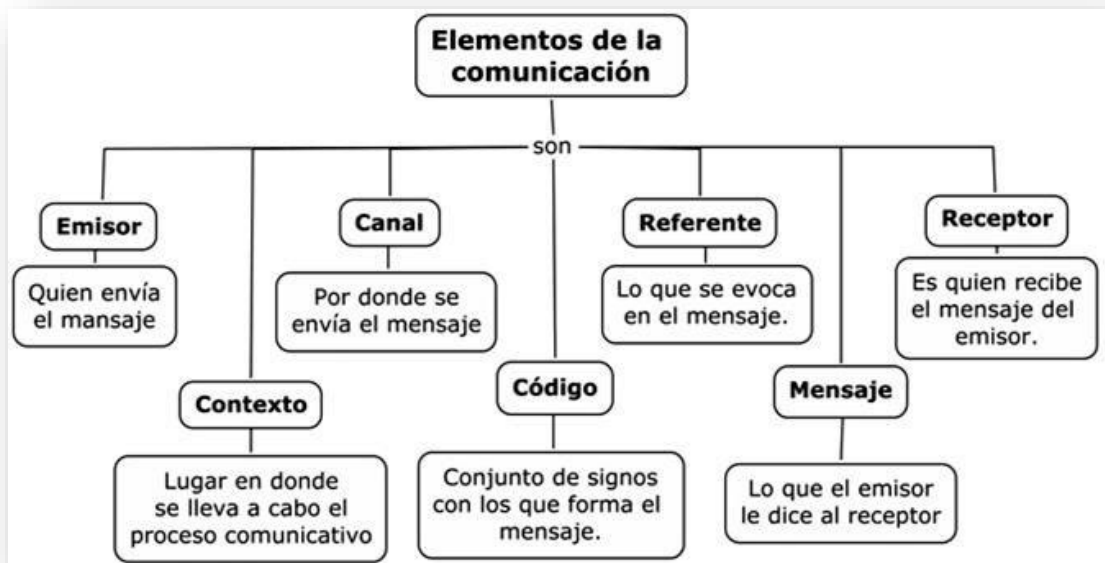 Elementos de la
comunicación
son
Emisor
Quien envía
el mansaje
Contexto
Lugar en donde
se lleva a cabo el
proceso comunicativo
Canal
Por donde se
envía el mensaje
Código
Conjunto de signos
con los que forma el
mensaje.
Referente
Lo que se evoca
en el mensaje.
Mensaje
Lo que el emisor
le dice al receptor
Receptor
Es quien recibe
el mensaje del
emisor.